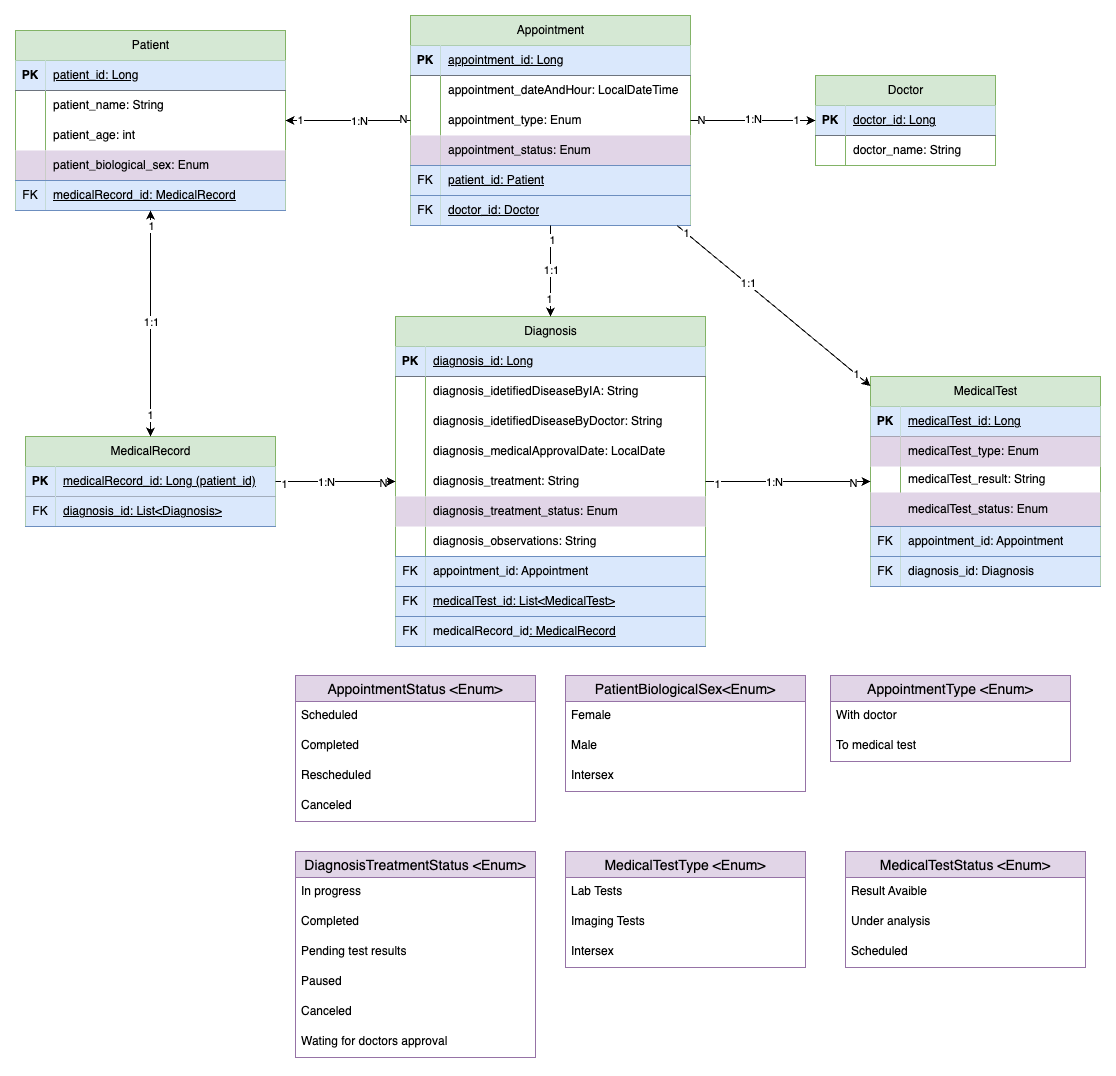 Patient
PK patient_id: Long
patient_name: String
patient_age: int
patient_biological_sex: Enum
FK medicalRecord_id: MedicalRecord
Appointment
PK appointment_id: Long
appointment_dateAndHour: LocalDateTime
appointment_type: Enum
appointment_status: Enum
FK patient_id: Patient
FK doctor_id: Doctor
Doctor
PK doctor_id: Long
doctor_name: String
1 1:N N
N 1:N 1
1
1:1
1
1
1:1
1
1
1:1
1
Diagnosis
PK diagnosis_id: Long
diagnosis_idetifiedDiseaseByIA: String
diagnosis_idetifiedDiseaseByDoctor: String
diagnosis_medicalApprovalDate: LocalDate
diagnosis_treatment: String
diagnosis_treatment_status: Enum
diagnosis_observations: String
FK appointment_id: Appointment
FK medicalTest_id: List<MedicalTest>
FK medicalRecord_id: MedicalRecord
MedicalRecord
PK medicalRecord_id: Long (patient_id)
FK diagnosis_id: List<Diagnosis>
1 1:N N
1 1:N N
MedicalTest
PK medicalTest_id: Long
medicalTest_type: Enum
medicalTest_result: String
medicalTest_status: Enum
FK appointment_id: Appointment
FK diagnosis_id: Diagnosis
AppointmentStatus <Enum>
Scheduled
Completed
Rescheduled
Canceled
PatientBiologicalSex<Enum>
Female
Male
Intersex
AppointmentType <Enum>
With doctor
To medical test
DiagnosisTreatmentStatus <Enum>
In progress
Completed
Pending test results
Paused
Canceled
Wating for doctors approval
MedicalTestType <Enum>
Lab Tests
Imaging Tests
Intersex
MedicalTestStatus <Enum>
Result Avaible
Under analysis
Scheduled